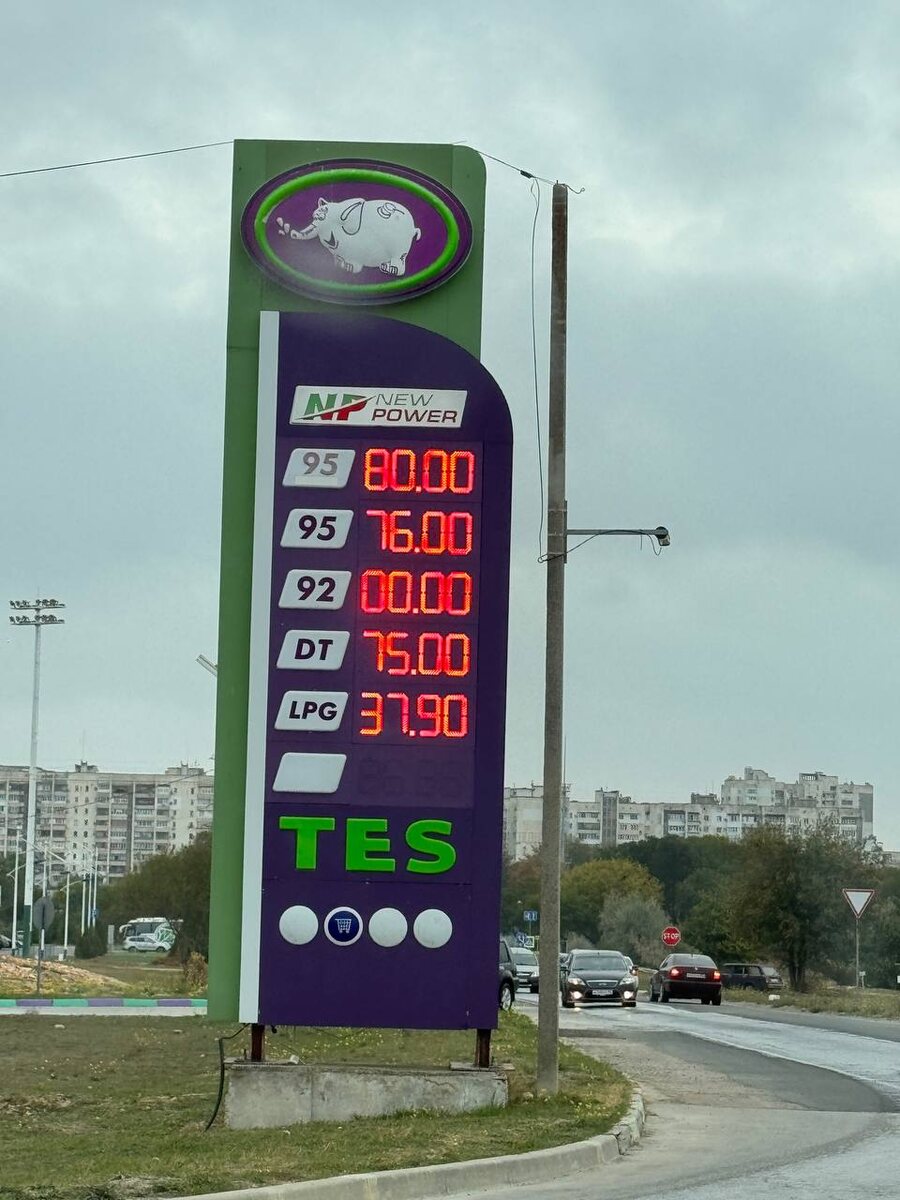 NP NEW POWER
95 80.00
95 76.00
92 00.00
DT 75.00
LPG 37.90
TES
STOP